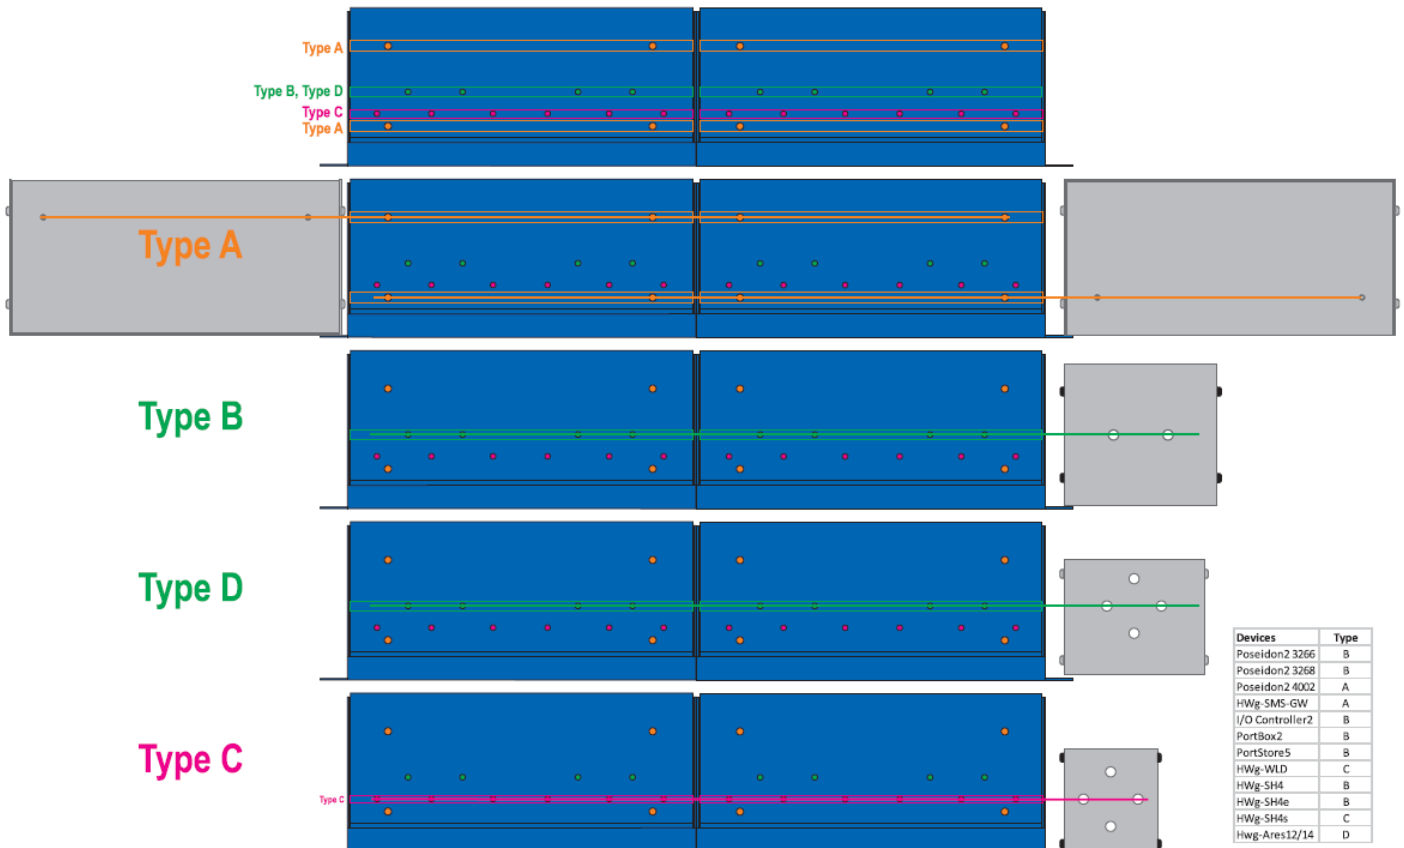 Type A
Type B, Type D
Type C
Type A
Type A
Type B
Type D
Type C
Type C
Devices Type
Poseidon2 3266 B
Poseidon2 3268 B
Poseidon2 4002 A
HWg-SMS-GW A
I/O Controller2 B
PortBox2 B
PortStore5 B
HWg-WLD C
HWg-SH4 B
HWg-SH4e B
HWg-SH4s C
Hwg-Ares12/14 D